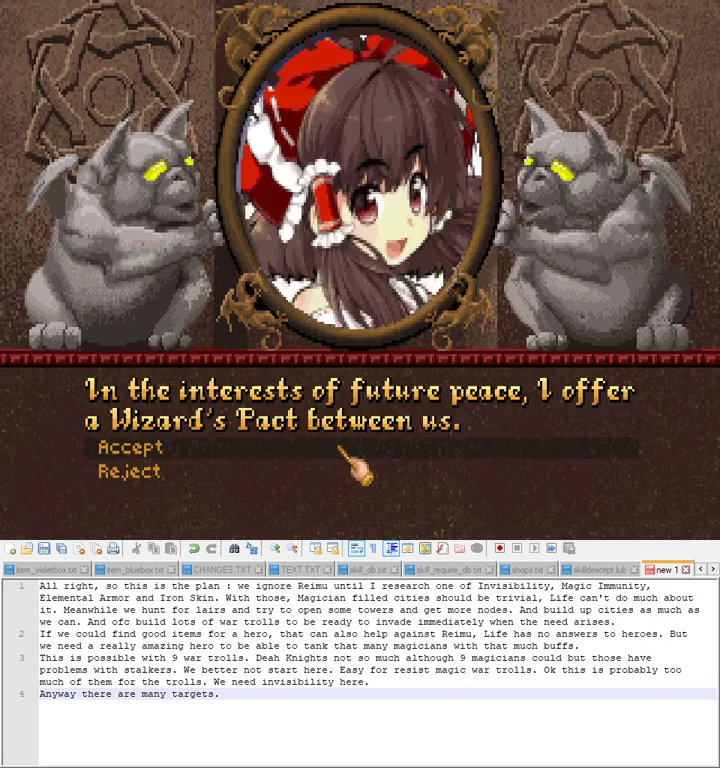 In the interests of future peace, I offer
a Wizard's Pact between us.
Accept
Reject
item_violetbox.txt item_bluebox.txt CHANGES.TXT TEXT.TXT skill_db.txt skill_requre_db.txt shops.txt skilldescript.lub new 1
1 All right, so this is the plan : we ignore Reimu until I research one of Invisibility, Magic Immunity,
Elemental Armor and Iron Skin. With those, Magician filled cities should be trivial, Life can't do much about
it. Meanwhile we hunt for lairs and try to open some towers and get more nodes. And build up cities as much as
we can. And ofc build lots of war trolls to be ready to invade immediately when the need arises.
2 If we could find good items for a hero, that can also help against Reimu, Life has no answers to heroes. But
we need a really amazing hero to be able to tank that many magicians with that much buffs.
3 This is possible with 9 war trolls. Deah Knights not so much although 9 magicians could but those have
problems with stalkers. We better not start here. Easy for resist magic war trolls. Ok this is probably too
much of them for the trolls. We need invisibility here.
4 Anyway there are many targets.